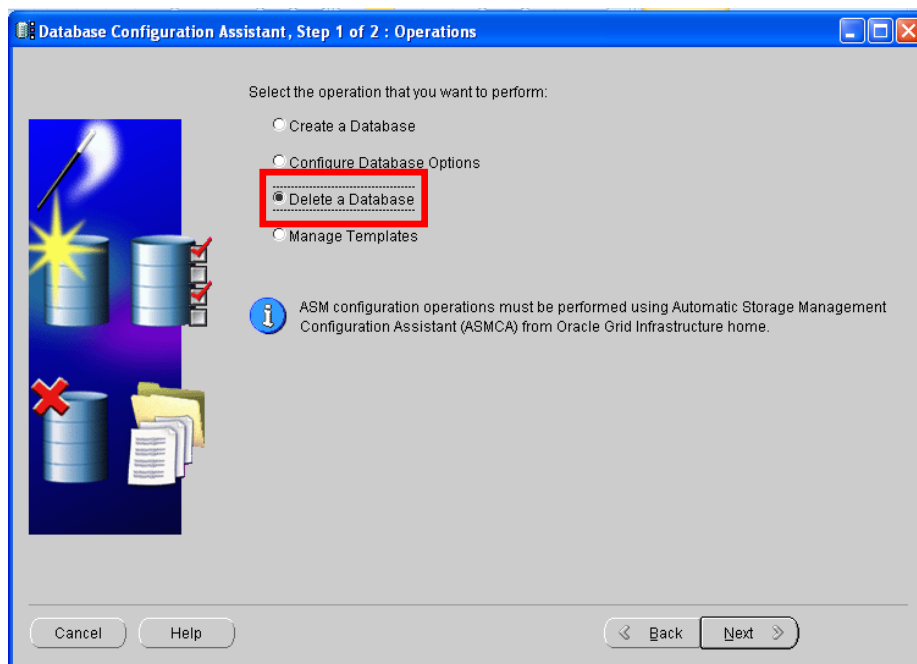 Database Configuration Assistant, Step 1 of 2 : Operations
Select the operation that you want to perform:
Create a Database
Configure Database Options
Delete a Database
Manage Templates
ASM configuration operations must be performed using Automatic Storage Management
Configuration Assistant (ASMCA) from Oracle Grid Infrastructure home.
Cancel
Help
Back
Next